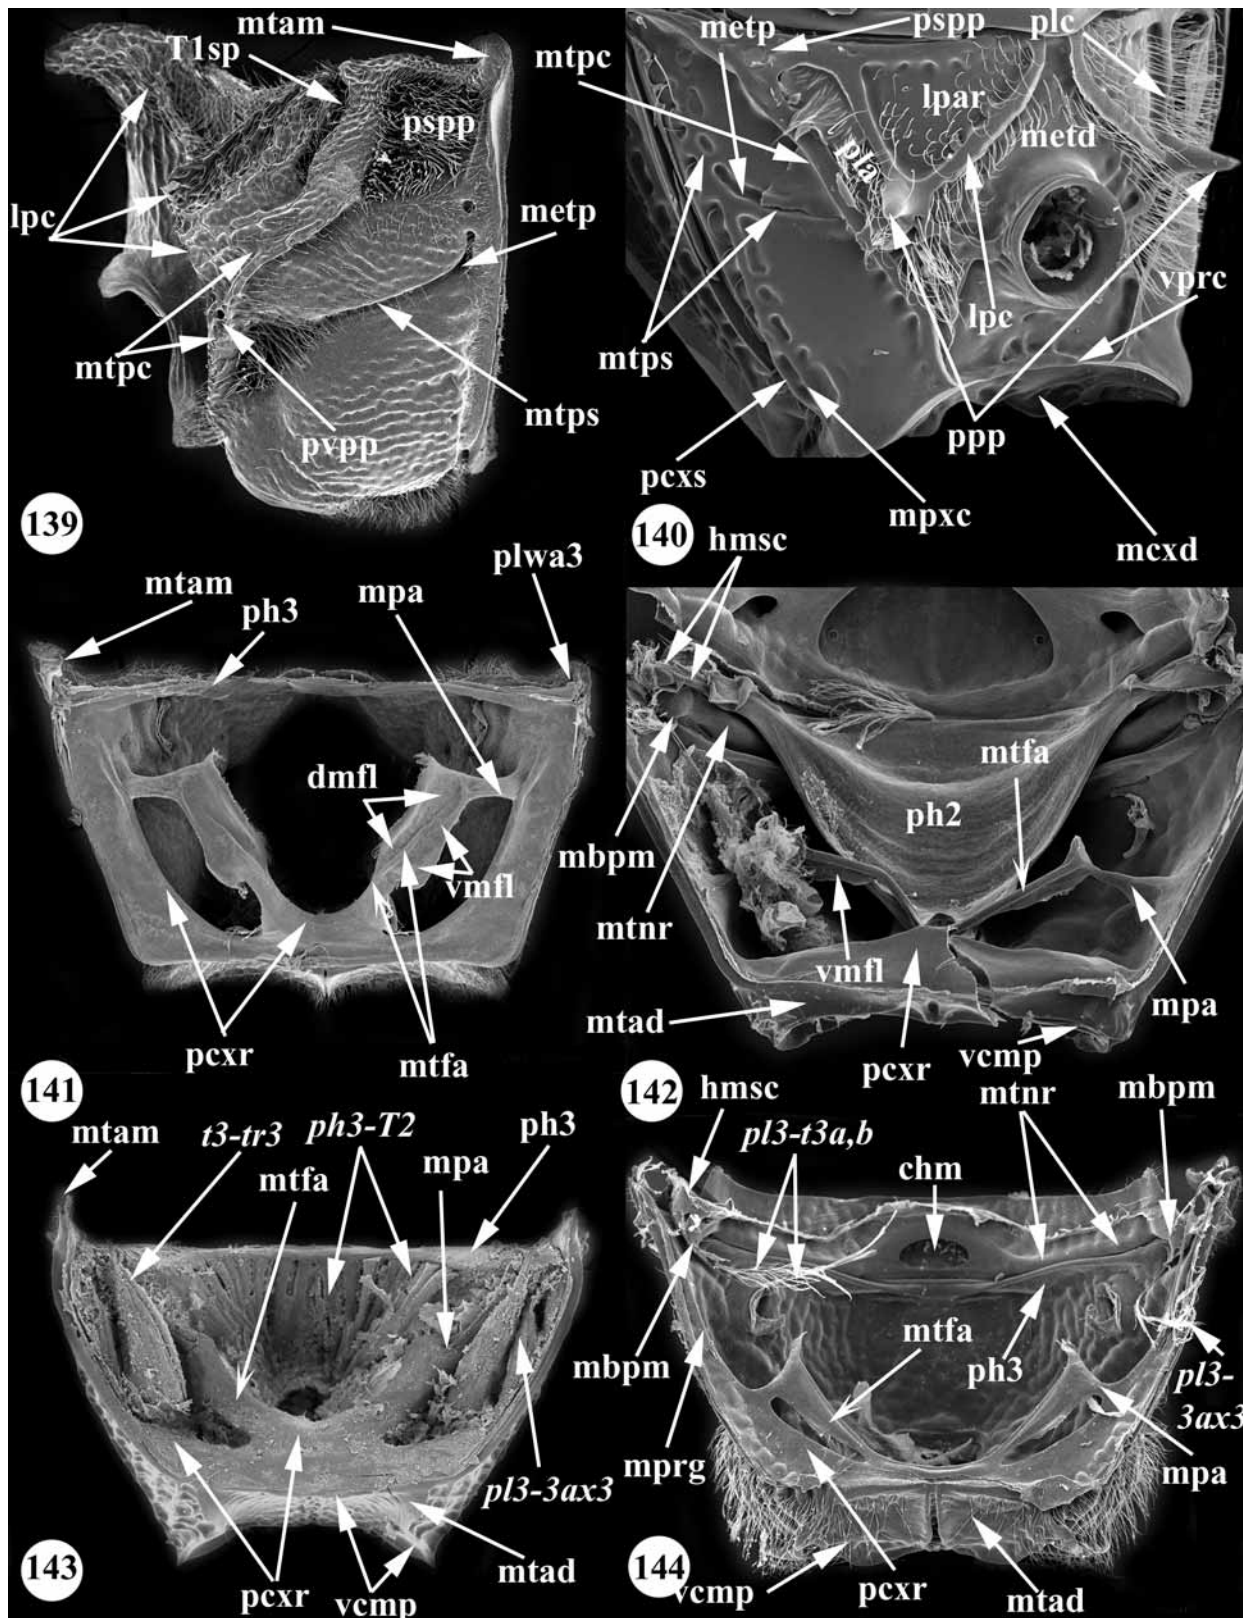 mtam
T1sp
pspp
lpc
metp
mtpc
mtps
pvpp
139
metp
pspp
plc
mtpc
lpar
metd
pla
vprc
lpc
mtps
ppp
pcxs
mpxc
mcxd
140
mtam
ph3
mpa
plwa3
dmfl
vmfl
pcxr
mtfa
141
hmsc
mtfa
ph2
mbpm
mtnr
vmfl
mpa
mtad
pcxr
vcmp
142
mtam
t3-tr3
ph3-T2
ph3
mtfa
mpa
pl3-3ax3
mtad
pcxr
vcmp
143
hmsc
mtnr
mbpm
pl3-t3a,b
chm
mtfa
ph3
mbpm
pl3-
3ax3
mprg
mpa
vcmp
pcxr
mtad
144